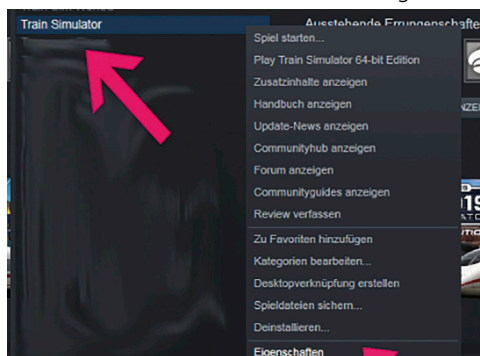 Train Simulator
Ausstehende Errungenschafte
Spiel starten...
Play Train Simulator 64-bit Edition
Zusatzinhalte anzeigen
Handbuch anzeigen
Update-News anzeigen
Communityhub anzeigen
Forum anzeigen
Communityguides anzeigen
Review verfassen
Zu Favoriten hinzufügen
Kategorien bearbeiten...
Desktopverknüpfung erstellen
Spieldateien sichern...
Deinstallieren...
Eigenschaften